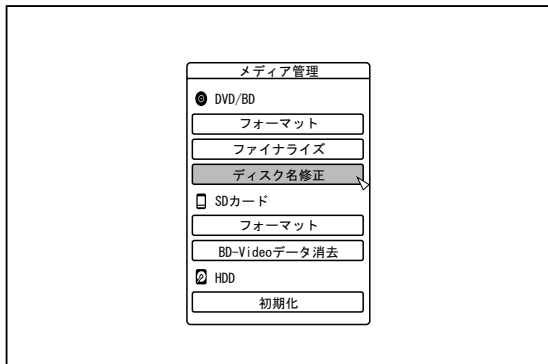 メディア管理
DVD/BD
フォーマット
ファイナライズ
ディスク名修正
SDカード
フォーマット
BD-Videoデータ消去
HDD
初期化